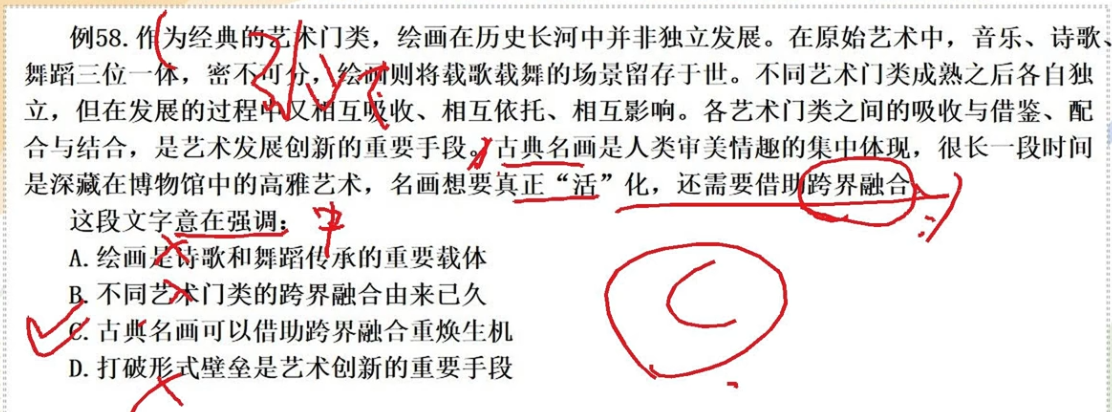 例58.作为经典的艺术门类，绘画在历史长河中并非独立发展。在原始艺术中，音乐、诗歌、
舞蹈三位一体，密不可分，绘画则将载歌载舞的场景留存于世。不同艺术门类成熟之后各自独
立，但在发展的过程中又相互吸收、相互依托、相互影响。各艺术门类之间的吸收与借鉴、配
合与结合，是艺术发展创新的重要手段。古典名画是人类审美情趣的集中体现，很长一段时间
是深藏在博物馆中的高雅艺术，名画想要真正“活”化，还需要借助跨界融合。
这段文字意在强调：
A.绘画是诗歌和舞蹈传承的重要载体
B.不同艺术门类的跨界融合由来已久
C.古典名画可以借助跨界融合重焕生机
D.打破形式壁垒是艺术创新的重要手段
C